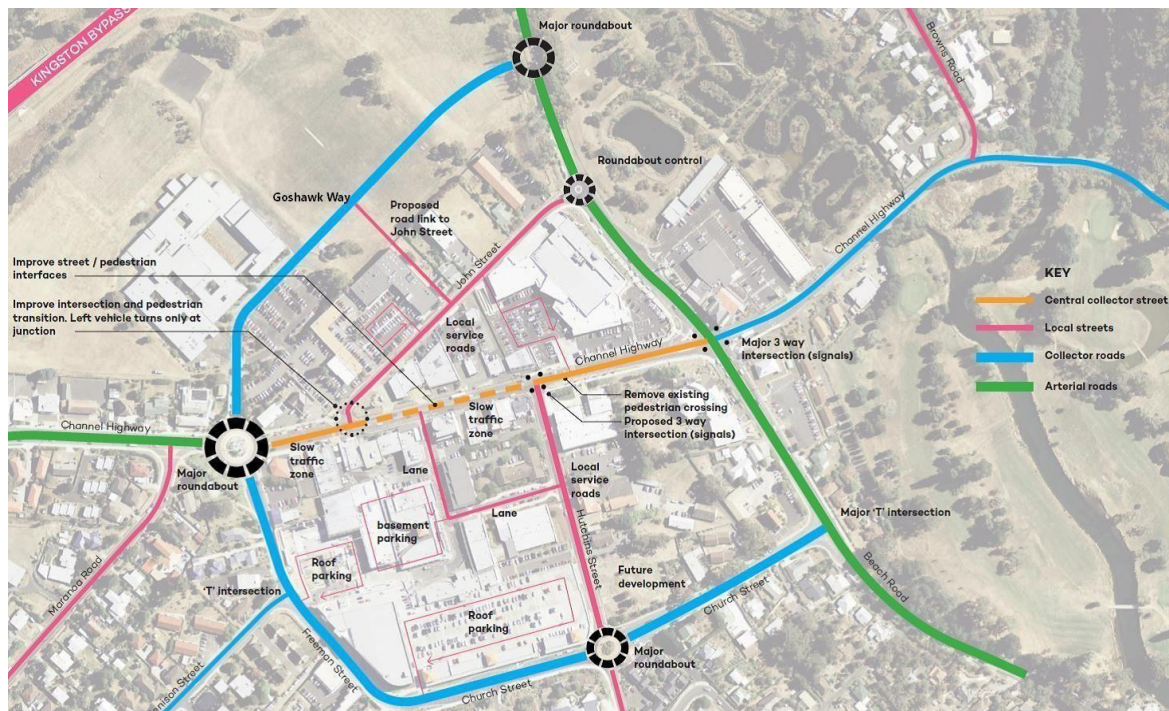 KINGSTON BYPASS
Major roundabout
Browns Road
Roundabout control
Goshawk Way
Proposed
road link to
John Street
Channel Highway
Improve street / pedestrian
interfaces
John Street
KEY
Central collector street
Local streets
Collector roads
Arterial roads
Improve intersection and pedestrian
transition. Left vehicle turns only at
junction
Local
service
roads
Channel Highway
Major 3 way
intersection (signals)
Remove existing
pedestrian crossing
Proposed 3 way
intersection (signals)
Slow
traffic
zone
Channel Highway
Slow
traffic
zone
Major
roundabout
Lane
Local
service
roads
Lane
basement
parking
Hutchins Street
Major 'T' intersection
Maranoa Road
Roof
parking
'T' intersection
Future
development
Beach Road
Church Street
Roof
parking
Freeman Street
Major
roundabout
Church Street
Street